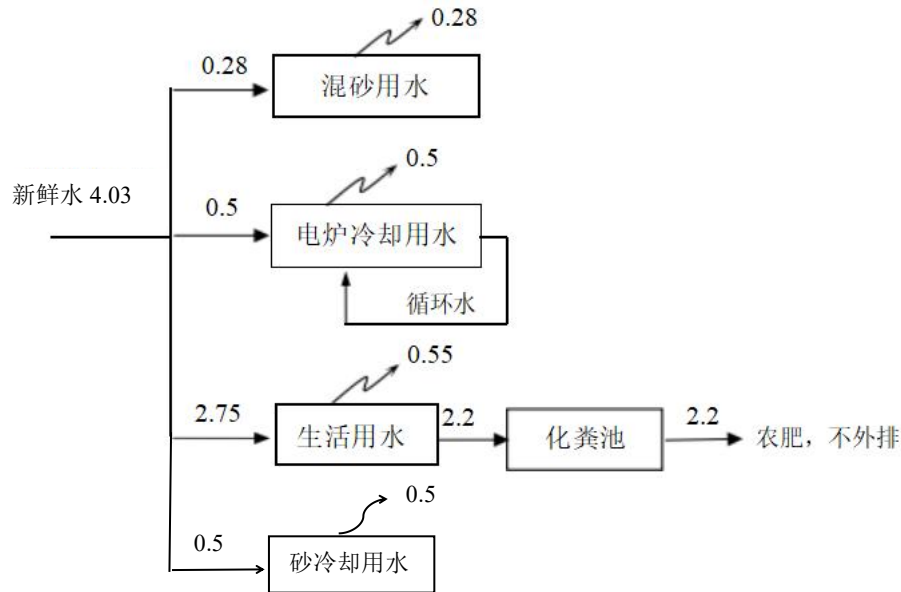 0.28
0.28
混砂用水
新鲜水 4.03
0.5
0.5
电炉冷却用水
循环水
0.55
2.75
生活用水
2.2
化粪池
2.2
农肥，不外排
0.5
0.5
砂冷却用水